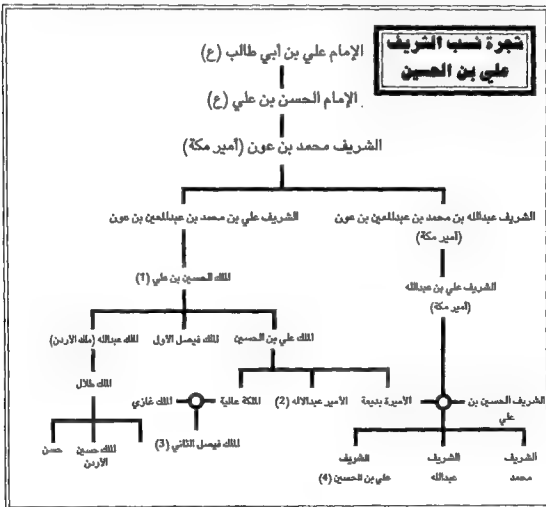 شجرة نسب الشريف
علي بن الحسين
الإمام علي بن أبي طالب (ع)
الإمام الحسن بن علي (ع)
الشريف محمد بن عون (أمير مكة)
الشريف عبدالله بن محمد بن عبدالمعين بن عون
(أمير مكة)
الشريف علي بن محمد بن عبدالمعين بن عون
الشريف علي بن عبدالله
(أمير مكة)
الملك الحسين بن علي (1)
الملك علي بن الحسين
الملك فيصل الأول
الملك عبدالله (ملك الأردن)
الملك طلال
الشريف الحسين بن
علي
الأميرة بديعة
الأمير عبدالاله (2)
الملكة عالية
الملك غازي
الملك فيصل الثاني (3)
الملك حسين
الأردن
حسن
الشريف
محمد
الشريف
عبدالله
الشريف
علي بن الحسين (4)